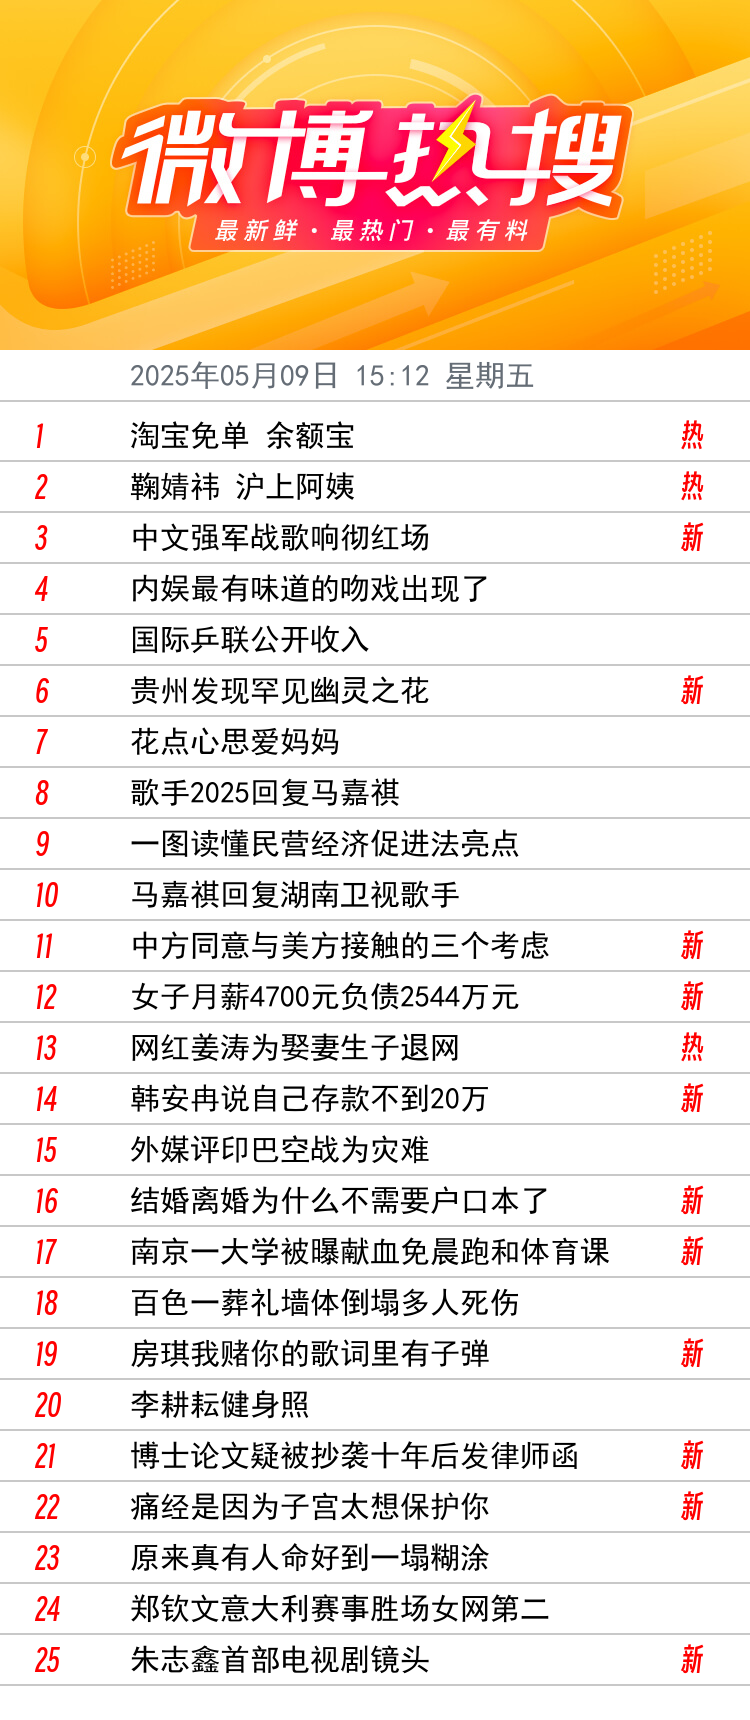 微博热搜
最新鲜·最热门·最有料
2025年05月09日 15:12 星期五
1 淘宝免单 余额宝 热
2 鞠婧祎 沪上阿姨 热
3 中文强军战歌响彻红场 新
4 内娱最有味道的吻戏出现了
5 国际乒联公开收入
6 贵州发现罕见幽灵之花 新
7 花点心思爱妈妈
8 歌手2025回复马嘉祺
9 一图读懂民营经济促进法亮点
10 马嘉祺回复湖南卫视歌手
11 中方同意与美方接触的三个考虑 新
12 女子月薪4700元负债2544万元 新
13 网红姜涛为娶妻生子退网 热
14 韩安冉说自己存款不到20万 新
15 外媒评印巴空战为灾难
16 结婚离婚为什么不需要户口本了 新
17 南京一大学被曝献血免晨跑和体育课 新
18 百色一葬礼墙体倒塌多人死伤
19 房琪我赌你的歌词里有子弹 新
20 李耕耘健身照
21 博士论文疑被抄袭十年后发律师函 新
22 痛经是因为子宫太想保护你 新
23 原来真有人命好到一塌糊涂
24 郑钦文意大利赛事胜场女网第二
25 朱志鑫首部电视剧镜头 新